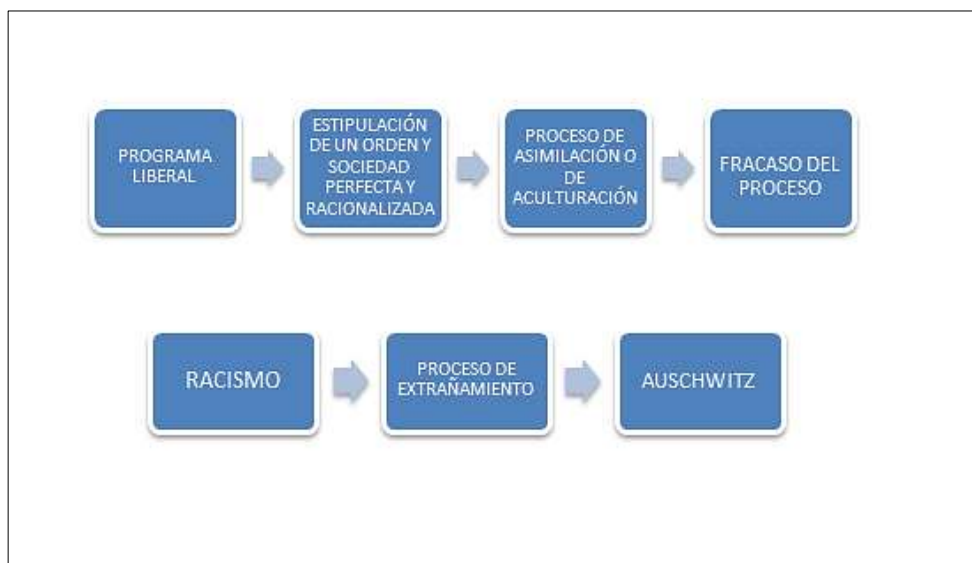 PROGRAMA
LIBERAL
ESTIPULACIÓN
DE UN ORDEN Y
SOCIEDAD
PERFECTA Y
RACIONALIZADA
PROCESO DE
ASIMILACIÓN O
DE
ACULTURACIÓN
FRACASO DEL
PROCESO
RACISMO
PROCESO DE
EXTRAÑAMIENTO
AUSCHWITZ